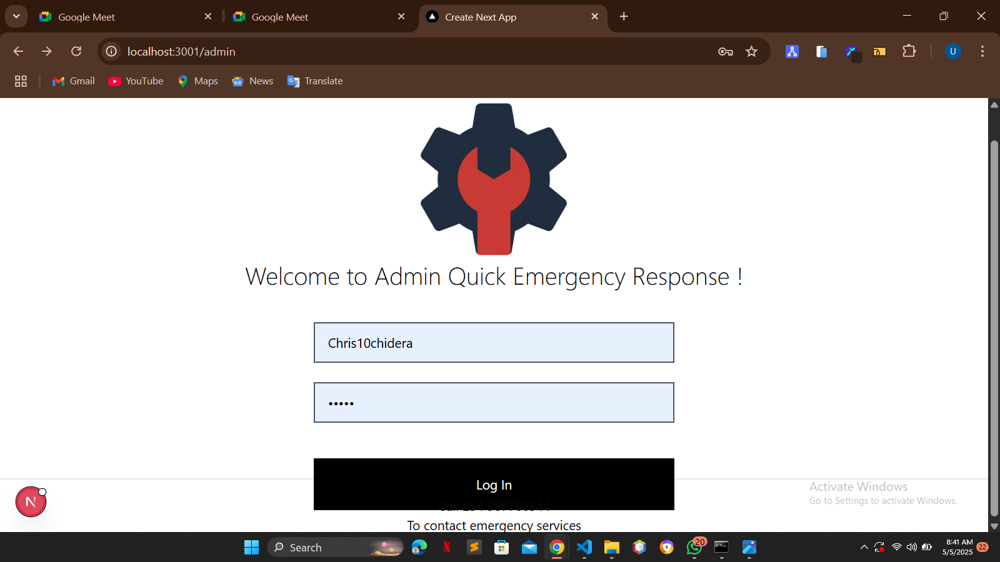 Google Meet
Google Meet
Create Next App
localhost:3001/admin
U
Gmail
YouTube
Maps
News
Translate
Welcome to Admin Quick Emergency Response !
Chris10chidera
•••••
Log In
Call 234 987766344
To contact emergency services
N
Activate Windows
Go to Settings to activate Windows.
Search
N
20
8:41 AM
5/5/2025
22